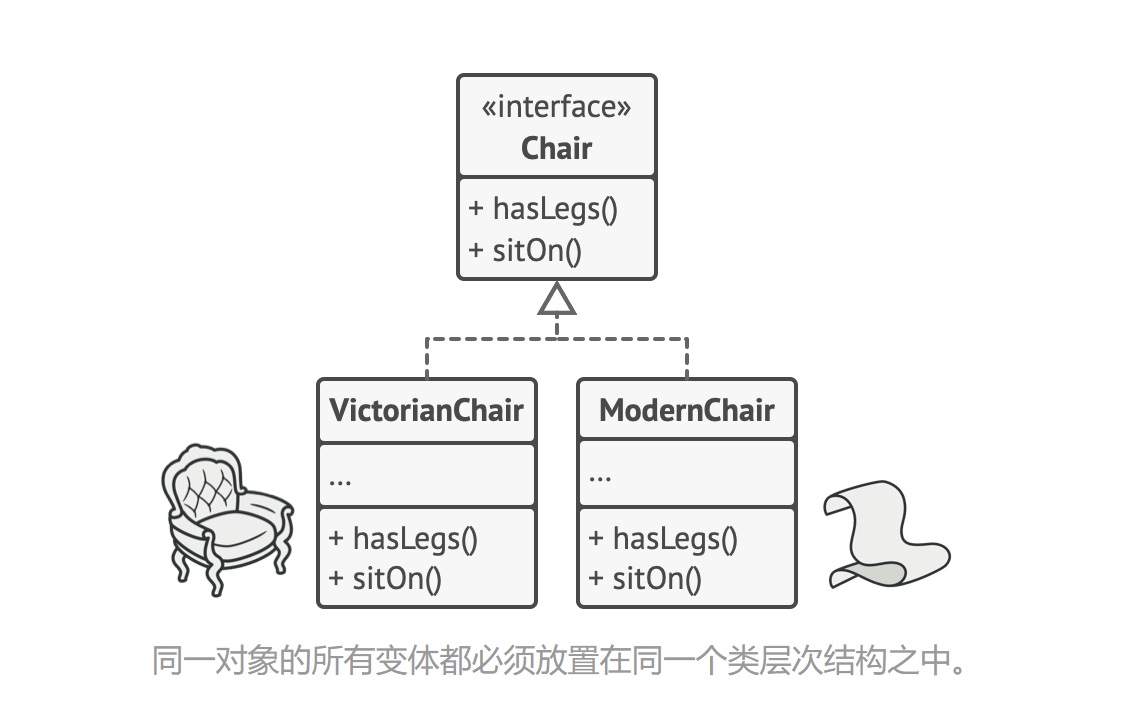 «interface»
Chair
+ hasLegs()
+ sitOn()
VictorianChair
...
+ hasLegs()
+ sitOn()
ModernChair
...
+ hasLegs()
+ sitOn()
同一对象的所有变体都必须放置在同一个类层次结构之中。